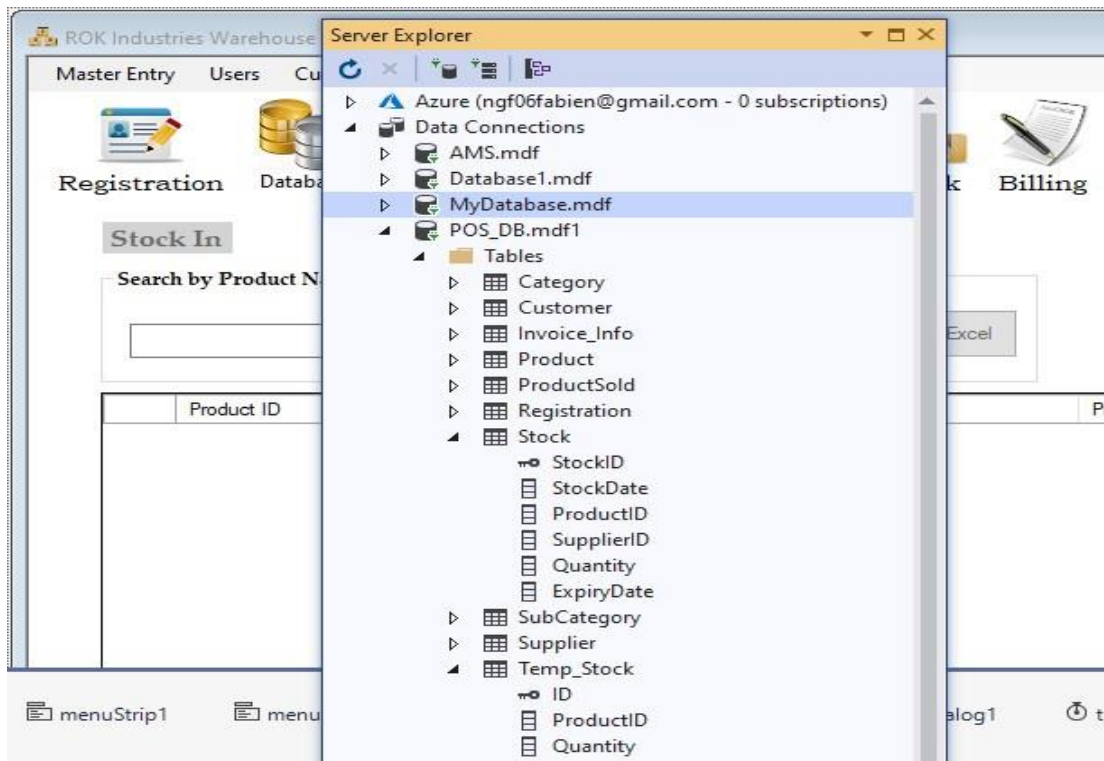 ROK Industries Warehouse
Server Explorer
Master Entry Users Cu
Azure (ngf06fabien@gmail.com - 0 subscriptions)
Data Connections
AMS.mdf
Database1.mdf
MyDatabase.mdf
POS_DB.mdf1
Tables
Category
Customer
Invoice_Info
Product
ProductSold
Registration
Stock
StockID
StockDate
ProductID
SupplierID
Quantity
ExpiryDate
SubCategory
Supplier
Temp_Stock
ID
ProductID
Quantity
Registration Databa k Billing
INVOICE
Stock In
Search by Product N
Excel
Product ID P
menuStrip1 menu alog1 t